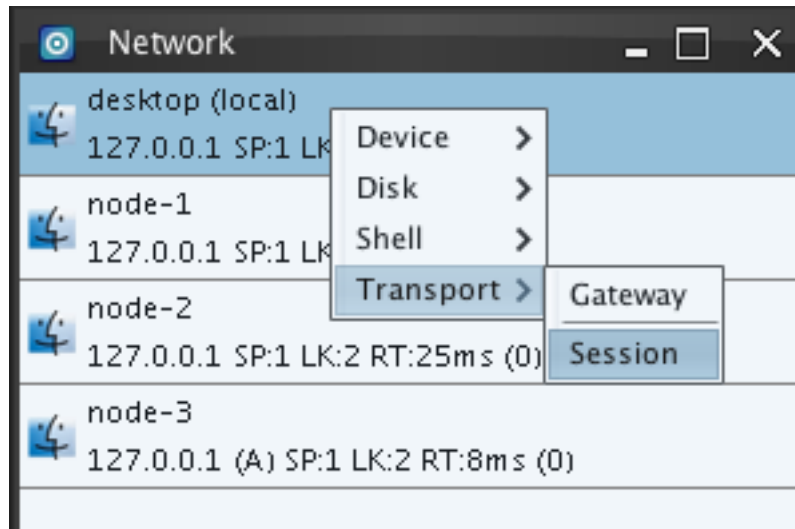 Network
desktop (local)
127.0.0.1 SP:1 LK
node-1
127.0.0.1 SP:1 LK
node-2
127.0.0.1 SP:1 LK:2 RT:25ms (0)
node-3
127.0.0.1 (A) SP:1 LK:2 RT:8ms (0)
Device
Disk
Shell
Transport
Gateway
Session